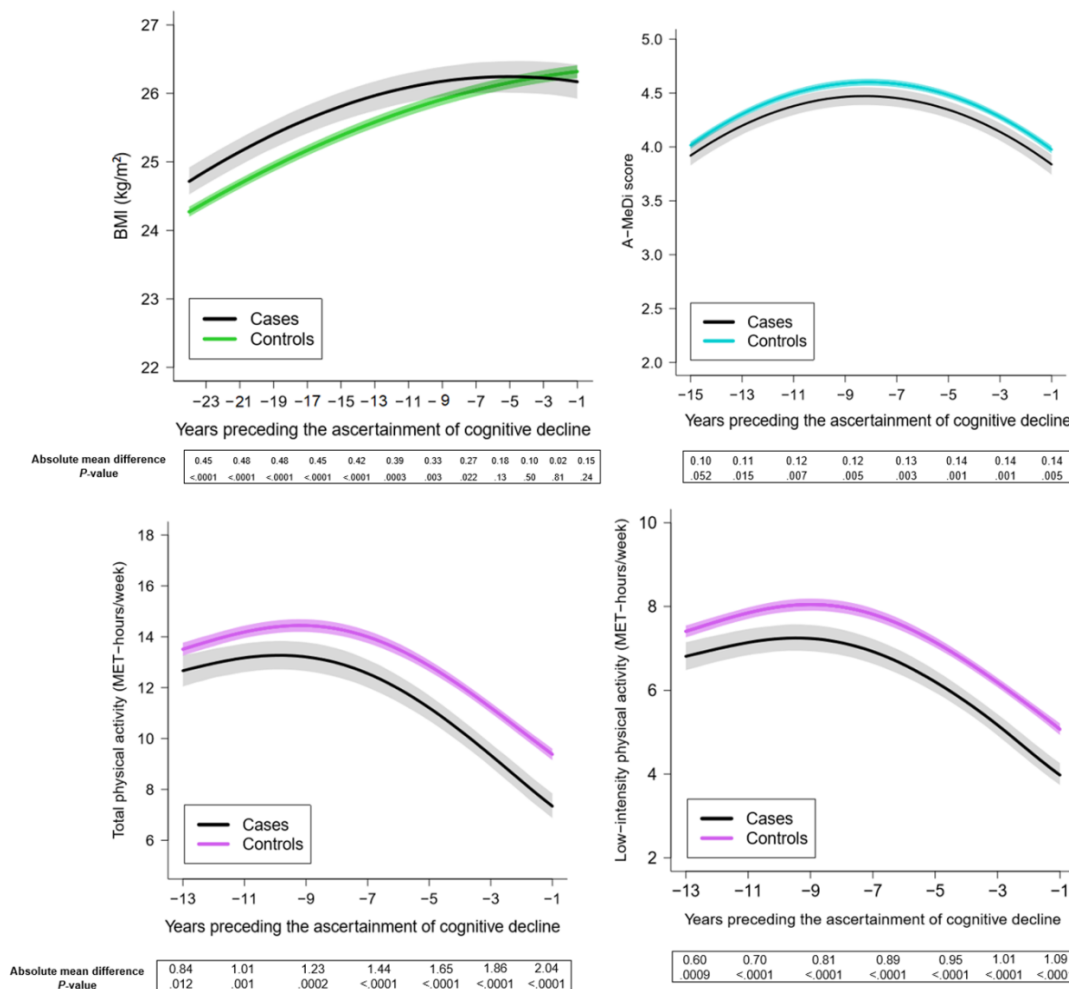 27
26
25
24
23
22
BMI (kg/m²)
Cases
Controls
−23 −21 −19 −17 −15 −13 −11 −9 −7 −5 −3 −1
Years preceding the ascertainment of cognitive decline
Absolute mean difference 0.45 0.48 0.48 0.45 0.42 0.39 0.33 0.27 0.18 0.10 0.02 0.15
P-value <.0001 <.0001 <.0001 <.0001 <.0001 .0003 .003 .022 .13 .50 .81 .24
5.0
4.5
4.0
3.5
3.0
2.5
2.0
A−MeDi score
Cases
Controls
−15 −13 −11 −9 −7 −5 −3 −1
Years preceding the ascertainment of cognitive decline
0.10 0.11 0.12 0.12 0.13 0.14 0.14 0.14
.052 .015 .007 .005 .003 .001 .001 .005
18
16
14
12
10
8
6
Total physical activity (MET−hours/week)
Cases
Controls
−13 −11 −9 −7 −5 −3 −1
Years preceding the ascertainment of cognitive decline
Absolute mean difference 0.84 1.01 1.23 1.44 1.65 1.86 2.04
P-value .012 .001 .0002 <.0001 <.0001 <.0001 <.0001
10
8
6
4
2
Low−intensity physical activity (MET−hours/week)
Cases
Controls
−13 −11 −9 −7 −5 −3 −1
Years preceding the ascertainment of cognitive decline
0.60 0.70 0.81 0.89 0.95 1.01 1.09
.0009 <.0001 <.0001 <.0001 <.0001 <.0001 <.000